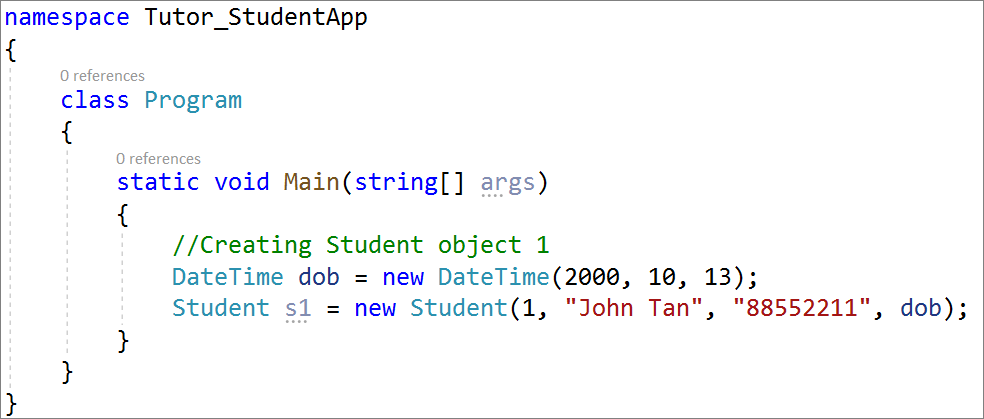 namespace Tutor_StudentApp
{
0 references
class Program
{
0 references
static void Main(string[] args)
{
//Creating Student object 1
DateTime dob = new DateTime(2000, 10, 13);
Student s1 = new Student(1, "John Tan", "88552211", dob);
}
}
}